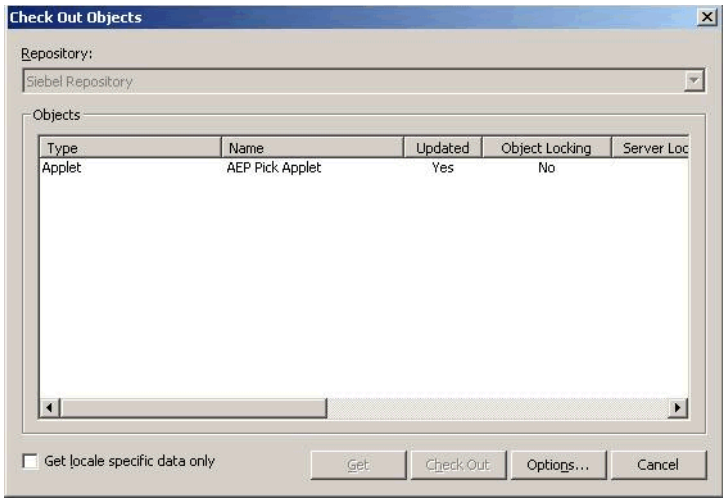 Check Out Objects
Repository:
Siebel Repository
Objects
Type Name Updated Object Locking Server Loc
Applet AEP Pick Applet Yes No
Get locale specific data only Get Check Out Options... Cancel